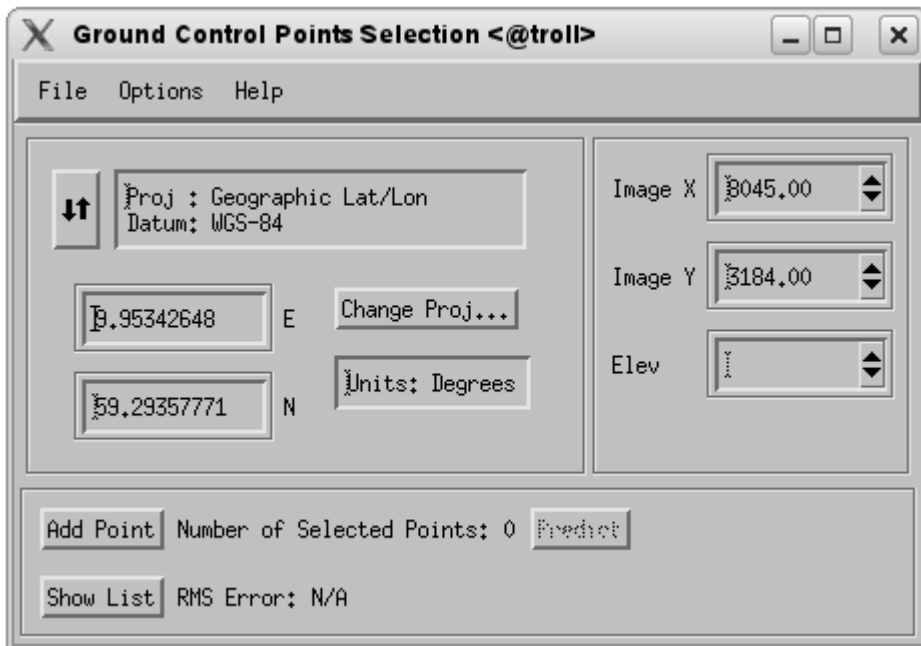 Ground Control Points Selection <@troll>
File Options Help
Proj : Geographic Lat/Lon
Datum: WGS-84
9.95342648 E
Change Proj...
59.29357771 N
Units: Degrees
Image X 8045.00
Image Y 3184.00
Elev
Add Point Number of Selected Points: 0 Predict
Show List RMS Error: N/A